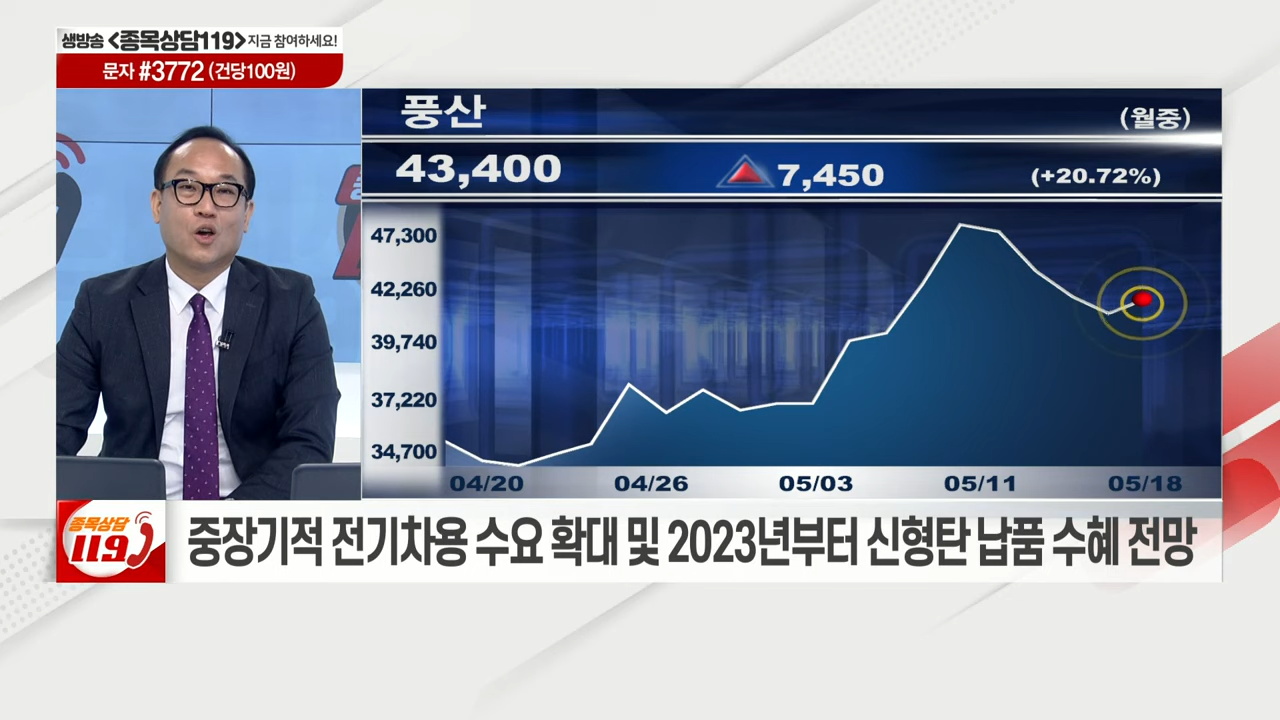 생방송 <종목상담119> 지금 참여하세요!
문자 #3772 (건당100원)
풍산
(월중)
43,400 7,450 (+20.72%)
47,300
42,260
39,740
37,220
34,700
04/20 04/26 05/03 05/11 05/18
종목상담
119
중장기적 전기차용 수요 확대 및 2023년부터 신형탄 납품 수혜 전망